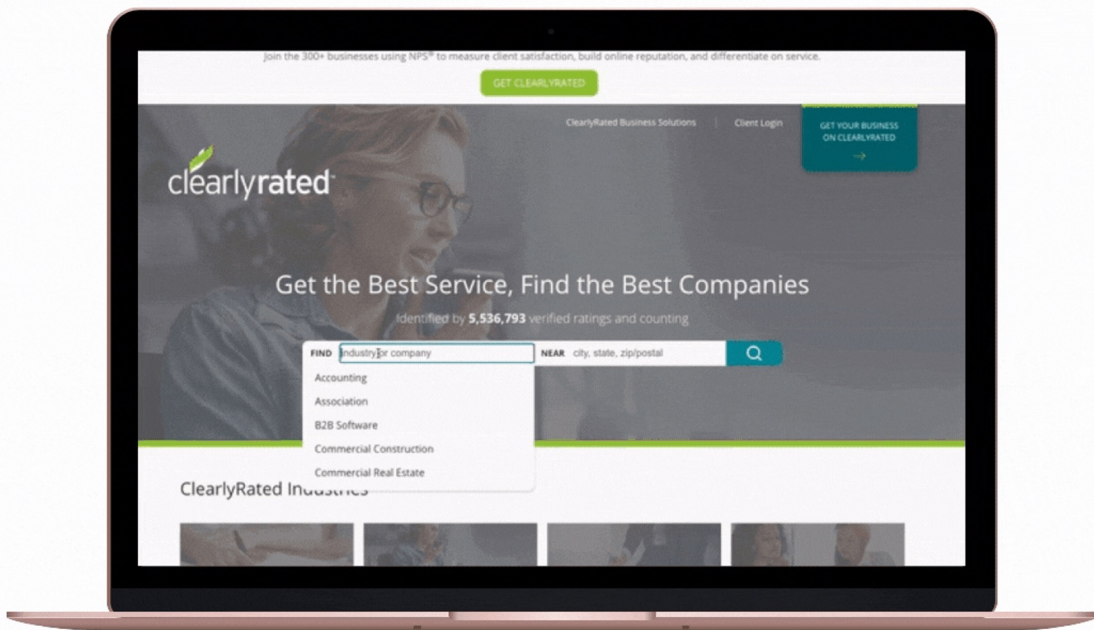 Join the 300+ businesses using NPS® to measure client satisfaction, build online reputation, and differentiate on service.
GET CLEARLYRATED
ClearlyRated Business Solutions | Client Login
GET YOUR BUSINESS
ON CLEARLYRATED
→
clearlyrated
Get the Best Service, Find the Best Companies
Identified by 5,536,793 verified ratings and counting
FIND industry or company NEAR city, state, zip/postal
Accounting
Association
B2B Software
Commercial Construction
Commercial Real Estate
ClearlyRated Industries